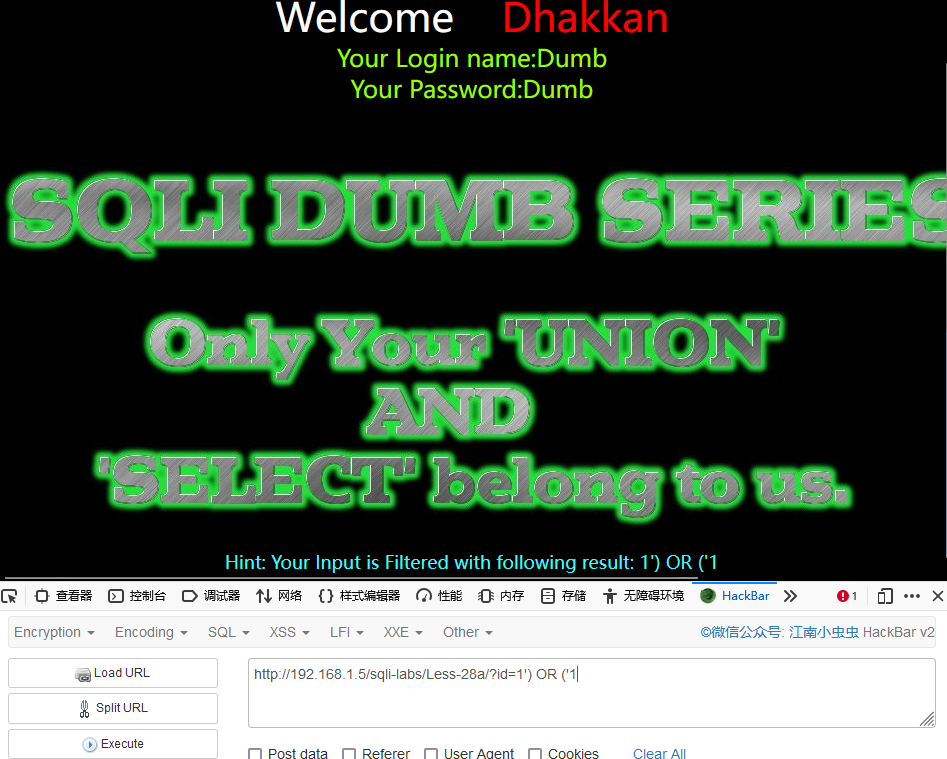 Welcome Dhakkan
Your Login name:Dumb
Your Password:Dumb
SQLI DUMB SERIES
Only Your 'UNION'
AND
'SELECT' belong to us.
Hint: Your Input is Filtered with following result: 1') OR ('1
查看器 控制台 调试器 网络 样式编辑器 性能 内存 存储 无障碍环境 HackBar 1
Encryption Encoding SQL XSS LFI XXE Other ©微信公众号: 江南小虫虫 HackBar v2
Load URL
http://192.168.1.5/sqli-labs/Less-28a/?id=1') OR ('1
Split URL
Execute
Post data Referer User Agent Cookies Clear All